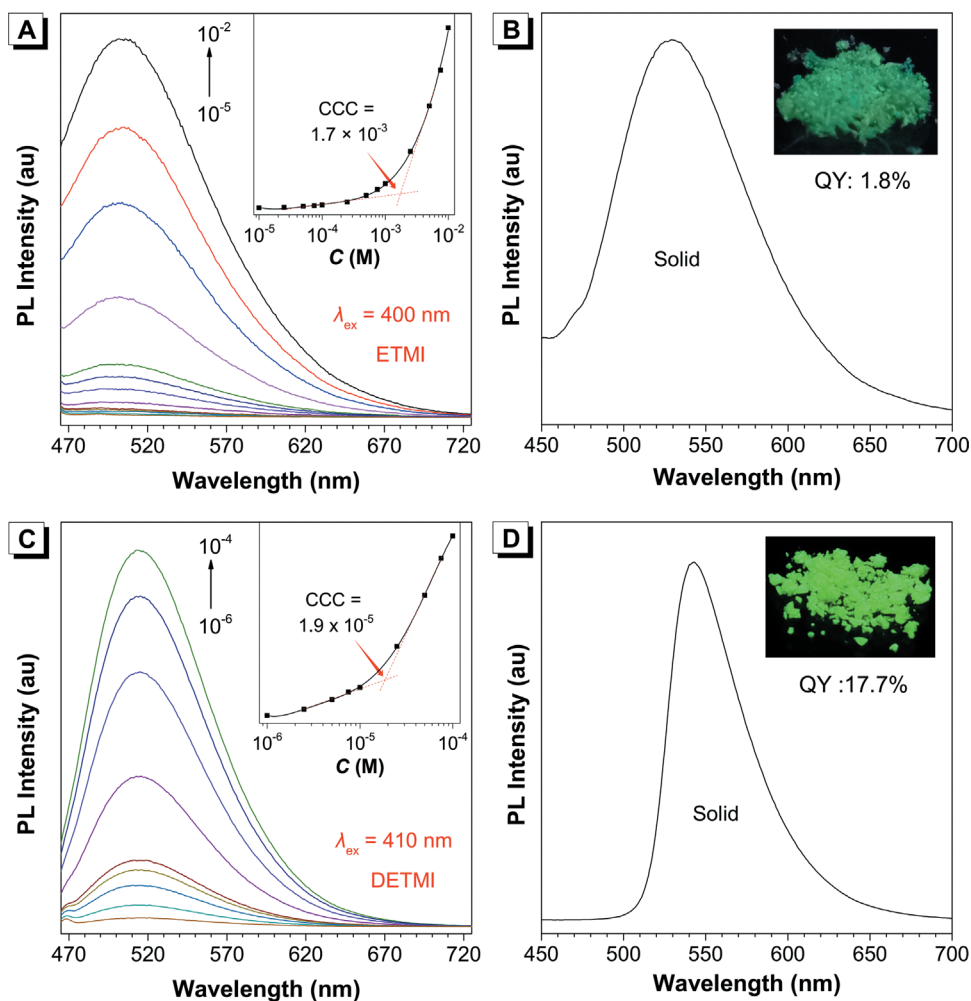 A
10⁻²
10⁻⁵
CCC =
1.7 × 10⁻³
10⁻⁵ 10⁻⁴ 10⁻³ 10⁻²
C (M)
λex = 400 nm
ETMI
PL Intensity (au)
470 520 570 620 670 720
Wavelength (nm)
B
QY: 1.8%
Solid
PL Intensity (au)
450 500 550 600 650 700
Wavelength (nm)
C
10⁻⁴
10⁻⁶
CCC =
1.9 x 10⁻⁵
10⁻⁶ 10⁻⁵ 10⁻⁴
C (M)
λex = 410 nm
DETMI
PL Intensity (au)
470 520 570 620 670 720
Wavelength (nm)
D
QY :17.7%
Solid
PL Intensity (au)
450 500 550 600 650 700
Wavelength (nm)